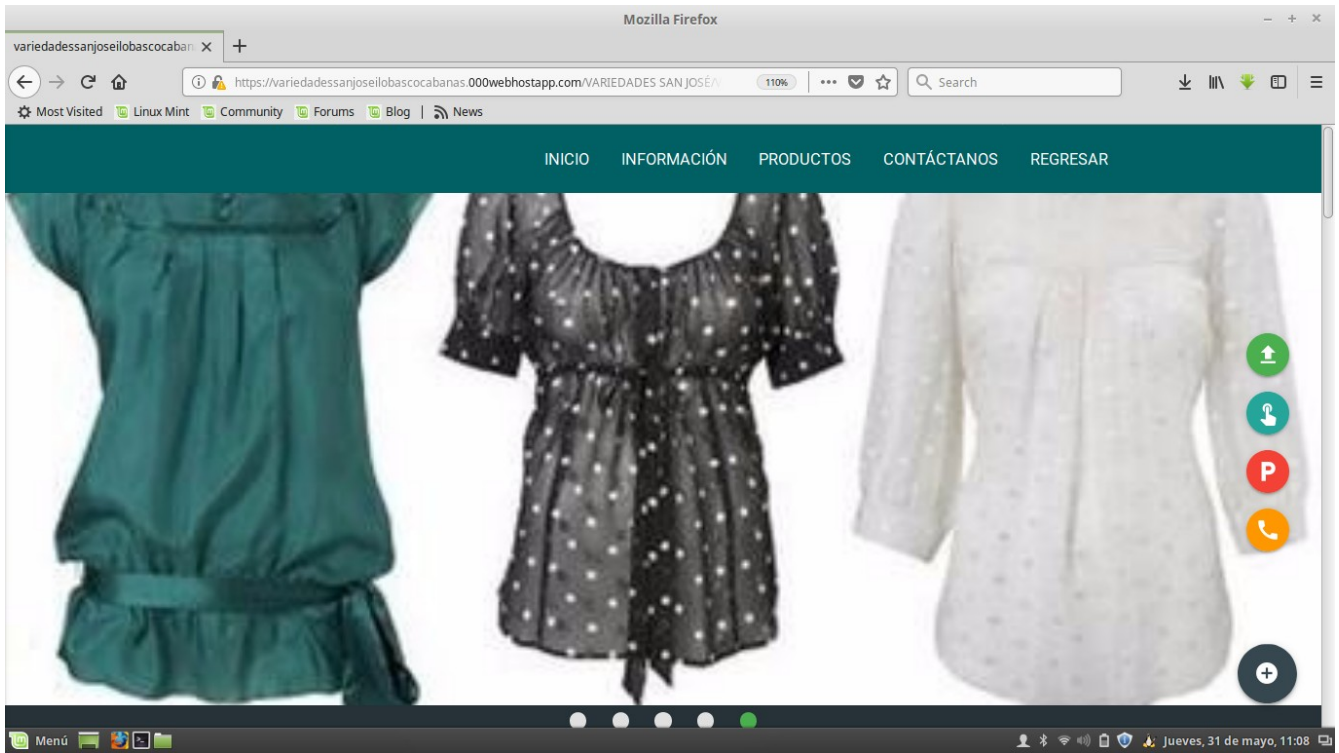 Mozilla Firefox
variedadessanjoseilobascocaban
https://variedadessanjoseilobascocabanas.000webhostapp.com/VARIEDADES SAN JOSÉ/ 110% Search
Most Visited Linux Mint Community Forums Blog | News
INICIO INFORMACIÓN PRODUCTOS CONTÁCTANOS REGRESAR
P
Menú Jueves, 31 de mayo, 11:08